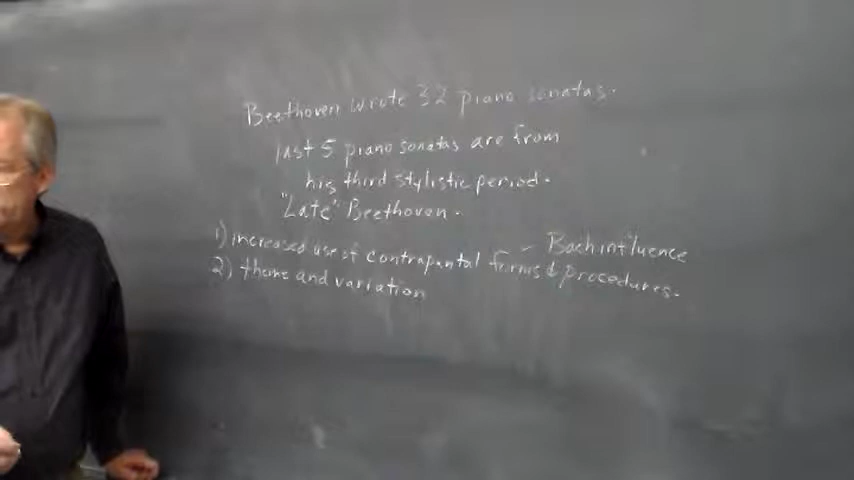 Beethoven wrote 32 piano sonatas.
last 5 piano sonatas are from
his third stylistic period.
"Late" Beethoven.
- Bach influence
1) increased use of contrapuntal forms & procedures.
2) theme and variation